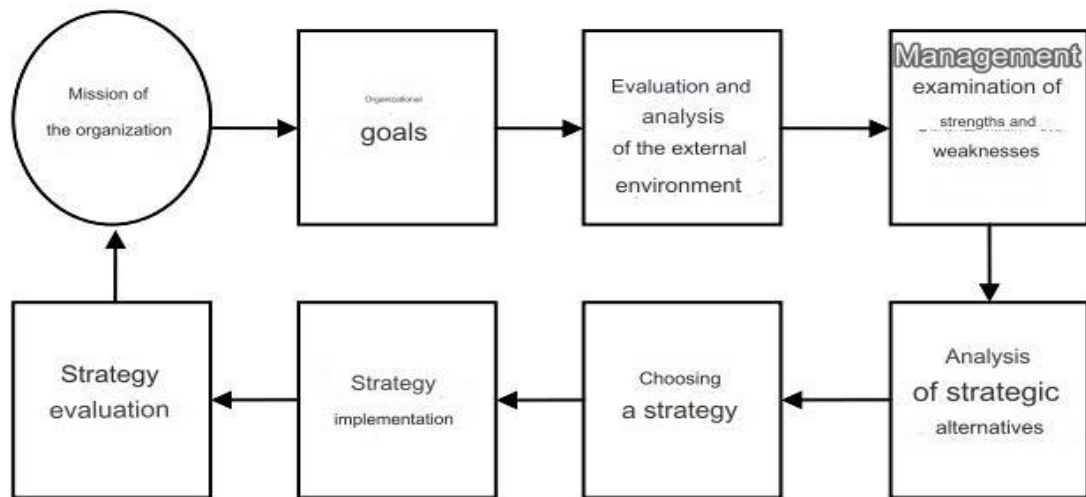 Mission of
the organization
Organizational
goals
Evaluation and
analysis
of the external
environment
Management
examination of
strengths and
weaknesses
Analysis
of strategic
alternatives
Choosing
a strategy
Strategy
implementation
Strategy
evaluation